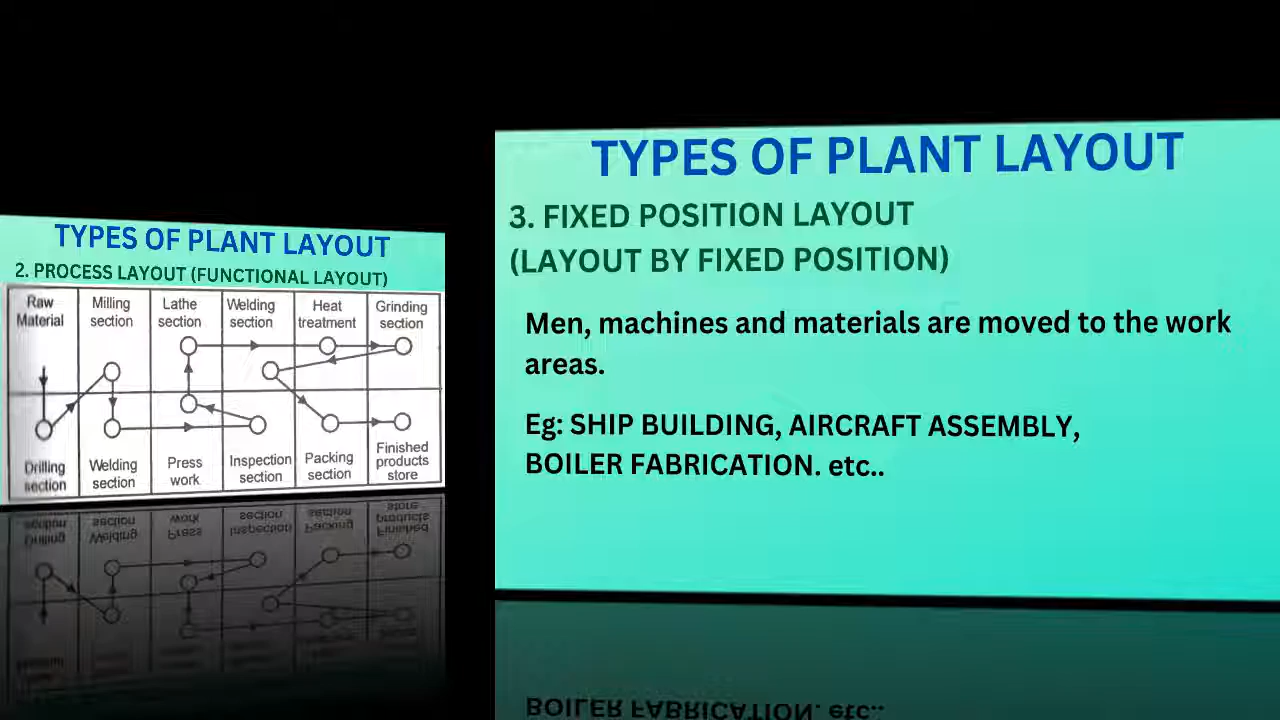 TYPES OF PLANT LAYOUT
2. PROCESS LAYOUT (FUNCTIONAL LAYOUT)
Raw Material
Milling section
Lathe section
Welding section
Heat treatment
Grinding section
Drilling section
Welding section
Press work
Inspection section
Packing section
Finished products store
TYPES OF PLANT LAYOUT
3. FIXED POSITION LAYOUT
(LAYOUT BY FIXED POSITION)
Men, machines and materials are moved to the work
areas.
Eg: SHIP BUILDING, AIRCRAFT ASSEMBLY,
BOILER FABRICATION. etc..